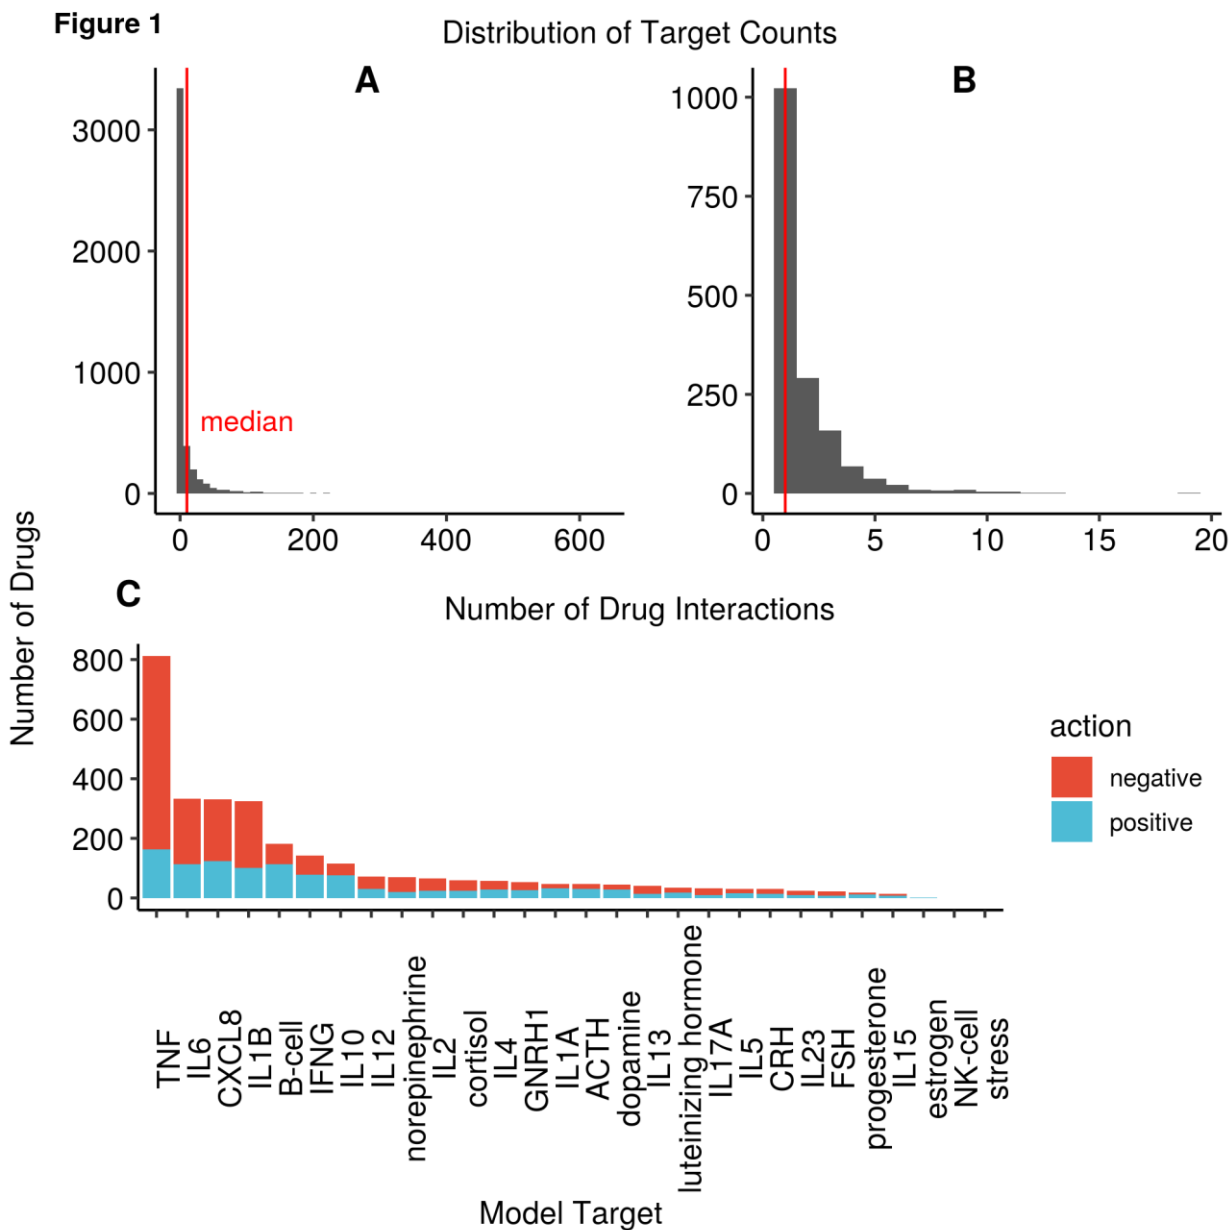 Figure 1
Distribution of Target Counts
A
B
3000
2000
1000
0
median
0 200 400 600
1000
750
500
250
0
0 5 10 15 20
Number of Drugs
C
Number of Drug Interactions
800
600
400
200
0
action
negative
positive
TNF
IL6
CXCL8
IL1B
B-cell
IFNG
IL10
IL12
norepinephrine
IL2
cortisol
IL4
GNRH1
IL1A
ACTH
dopamine
IL13
luteinizing hormone
IL17A
IL5
CRH
IL23
FSH
progesterone
IL15
estrogen
NK-cell
stress
Model Target